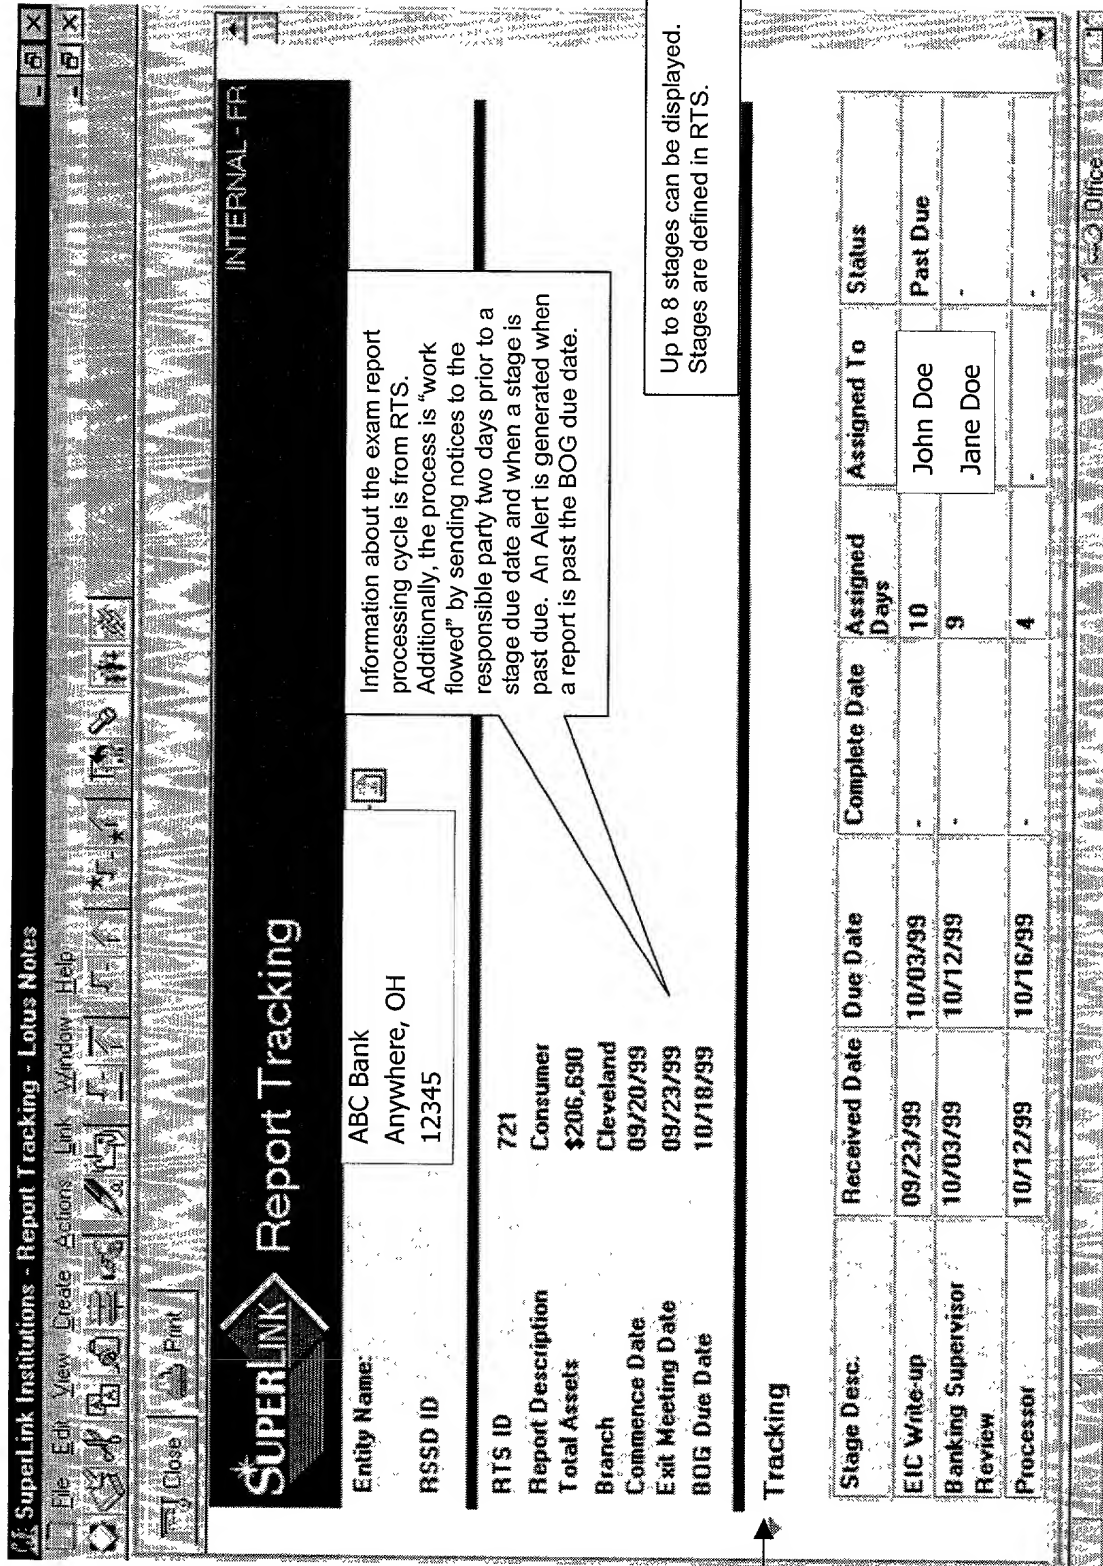 SuperLink Institutions - Report Tracking - Lotus Notes
File Edit View Create Actions Link Window Help
Close Print
SUPERLINK Report Tracking
INTERNAL - FR
Entity Name:
ABC Bank
Anywhere, OH
RSSD ID
12345
Information about the exam report
processing cycle is from RTS.
Additionally, the process is "work
flowed" by sending notices to the
responsible party two days prior to a
stage due date and when a stage is
past due. An Alert is generated when
a report is past the BOG due date.
RTS ID 721
Report Description Consumer
Total Assets $206,690
Branch Cleveland
Commence Date 09/20/99
Exit Meeting Date 09/23/99
BOG Due Date 10/18/99
Up to 8 stages can be displayed.
Stages are defined in RTS.
Tracking
Stage Desc. Received Date Due Date Complete Date Assigned Days Assigned To Status
EIC Write-up 09/23/99 10/03/99 - 10 John Doe Past Due
Banking Supervisor Review 10/03/99 10/12/99 - 9 Jane Doe -
Processor 10/12/99 10/16/99 - 4 - -
Office